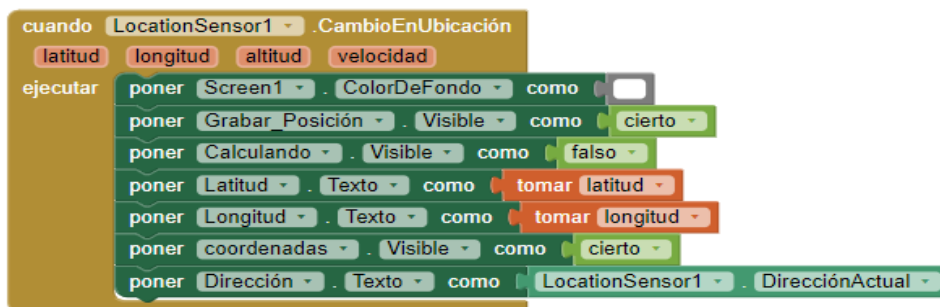 cuando LocationSensor1 .CambioEnUbicación
latitud longitud altitud velocidad
ejecutar poner Screen1 . ColorDeFondo como
poner Grabar_Posición . Visible como cierto
poner Calculando . Visible como falso
poner Latitud . Texto como tomar latitud
poner Longitud . Texto como tomar longitud
poner coordenadas . Visible como cierto
poner Dirección . Texto como LocationSensor1 . DirecciónActual